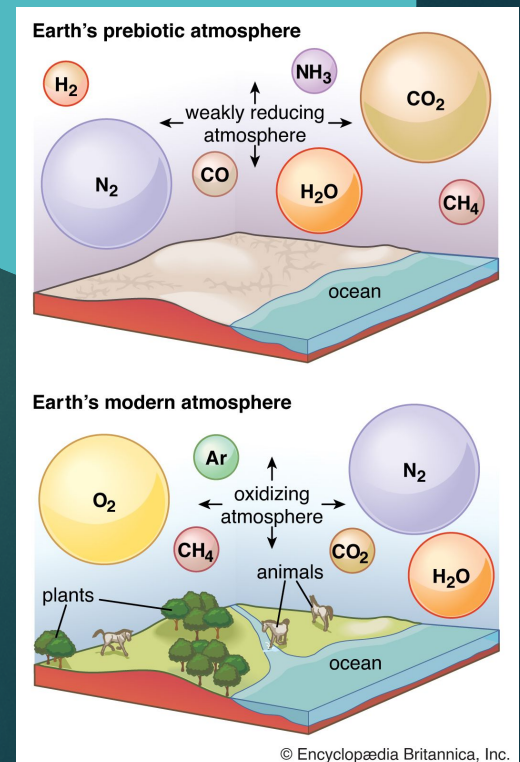 Earth's prebiotic atmosphere
H₂
NH₃
CO₂
weakly reducing
atmosphere
N₂
CO
H₂O
CH₄
ocean
Earth's modern atmosphere
Ar
N₂
O₂
oxidizing
atmosphere
CH₄
CO₂
H₂O
animals
plants
ocean
© Encyclopædia Britannica, Inc.